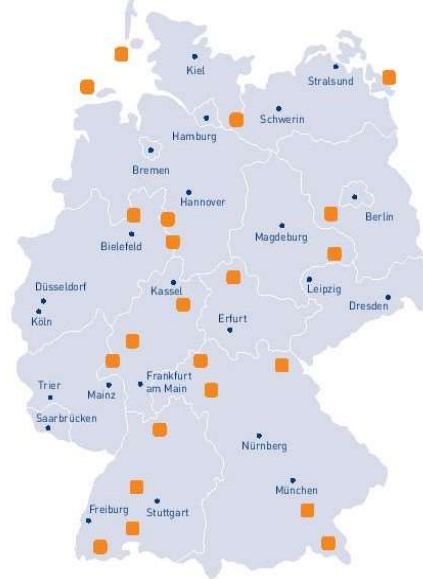 Kiel
Stralsund
Schwerin
Hamburg
Bremen
Hannover
Berlin
Magdeburg
Bielefeld
Düsseldorf
Kassel
Leipzig
Dresden
Köln
Erfurt
Trier
Mainz
Frankfurt
am Main
Saarbrücken
Nürnberg
München
Freiburg
Stuttgart